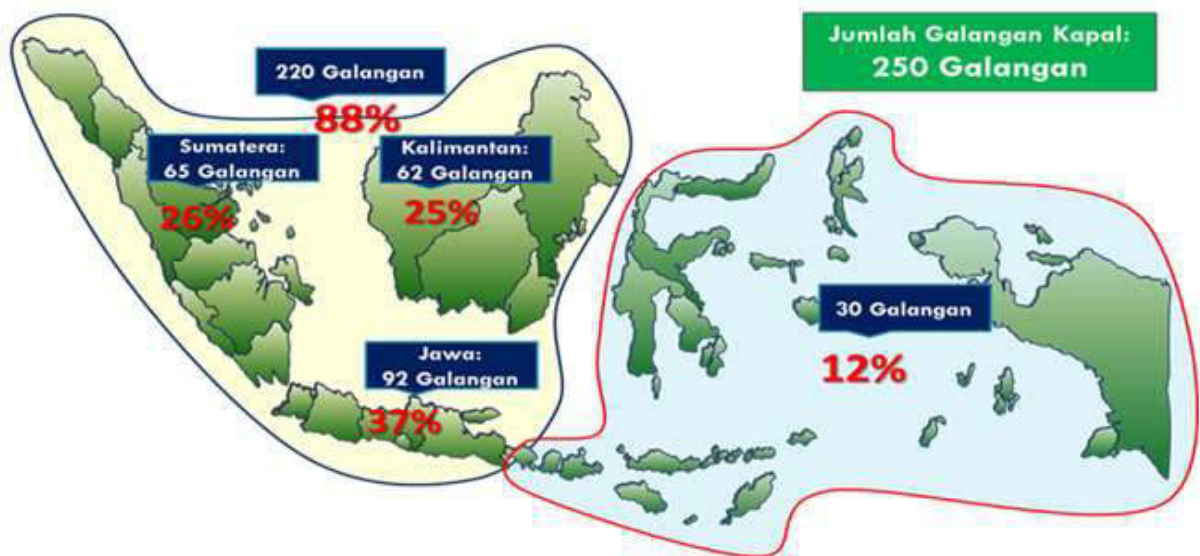 Jumlah Galangan Kapal:
250 Galangan
220 Galangan
88%
Sumatera:
65 Galangan
26%
Kalimantan:
62 Galangan
25%
Jawa:
92 Galangan
37%
30 Galangan
12%